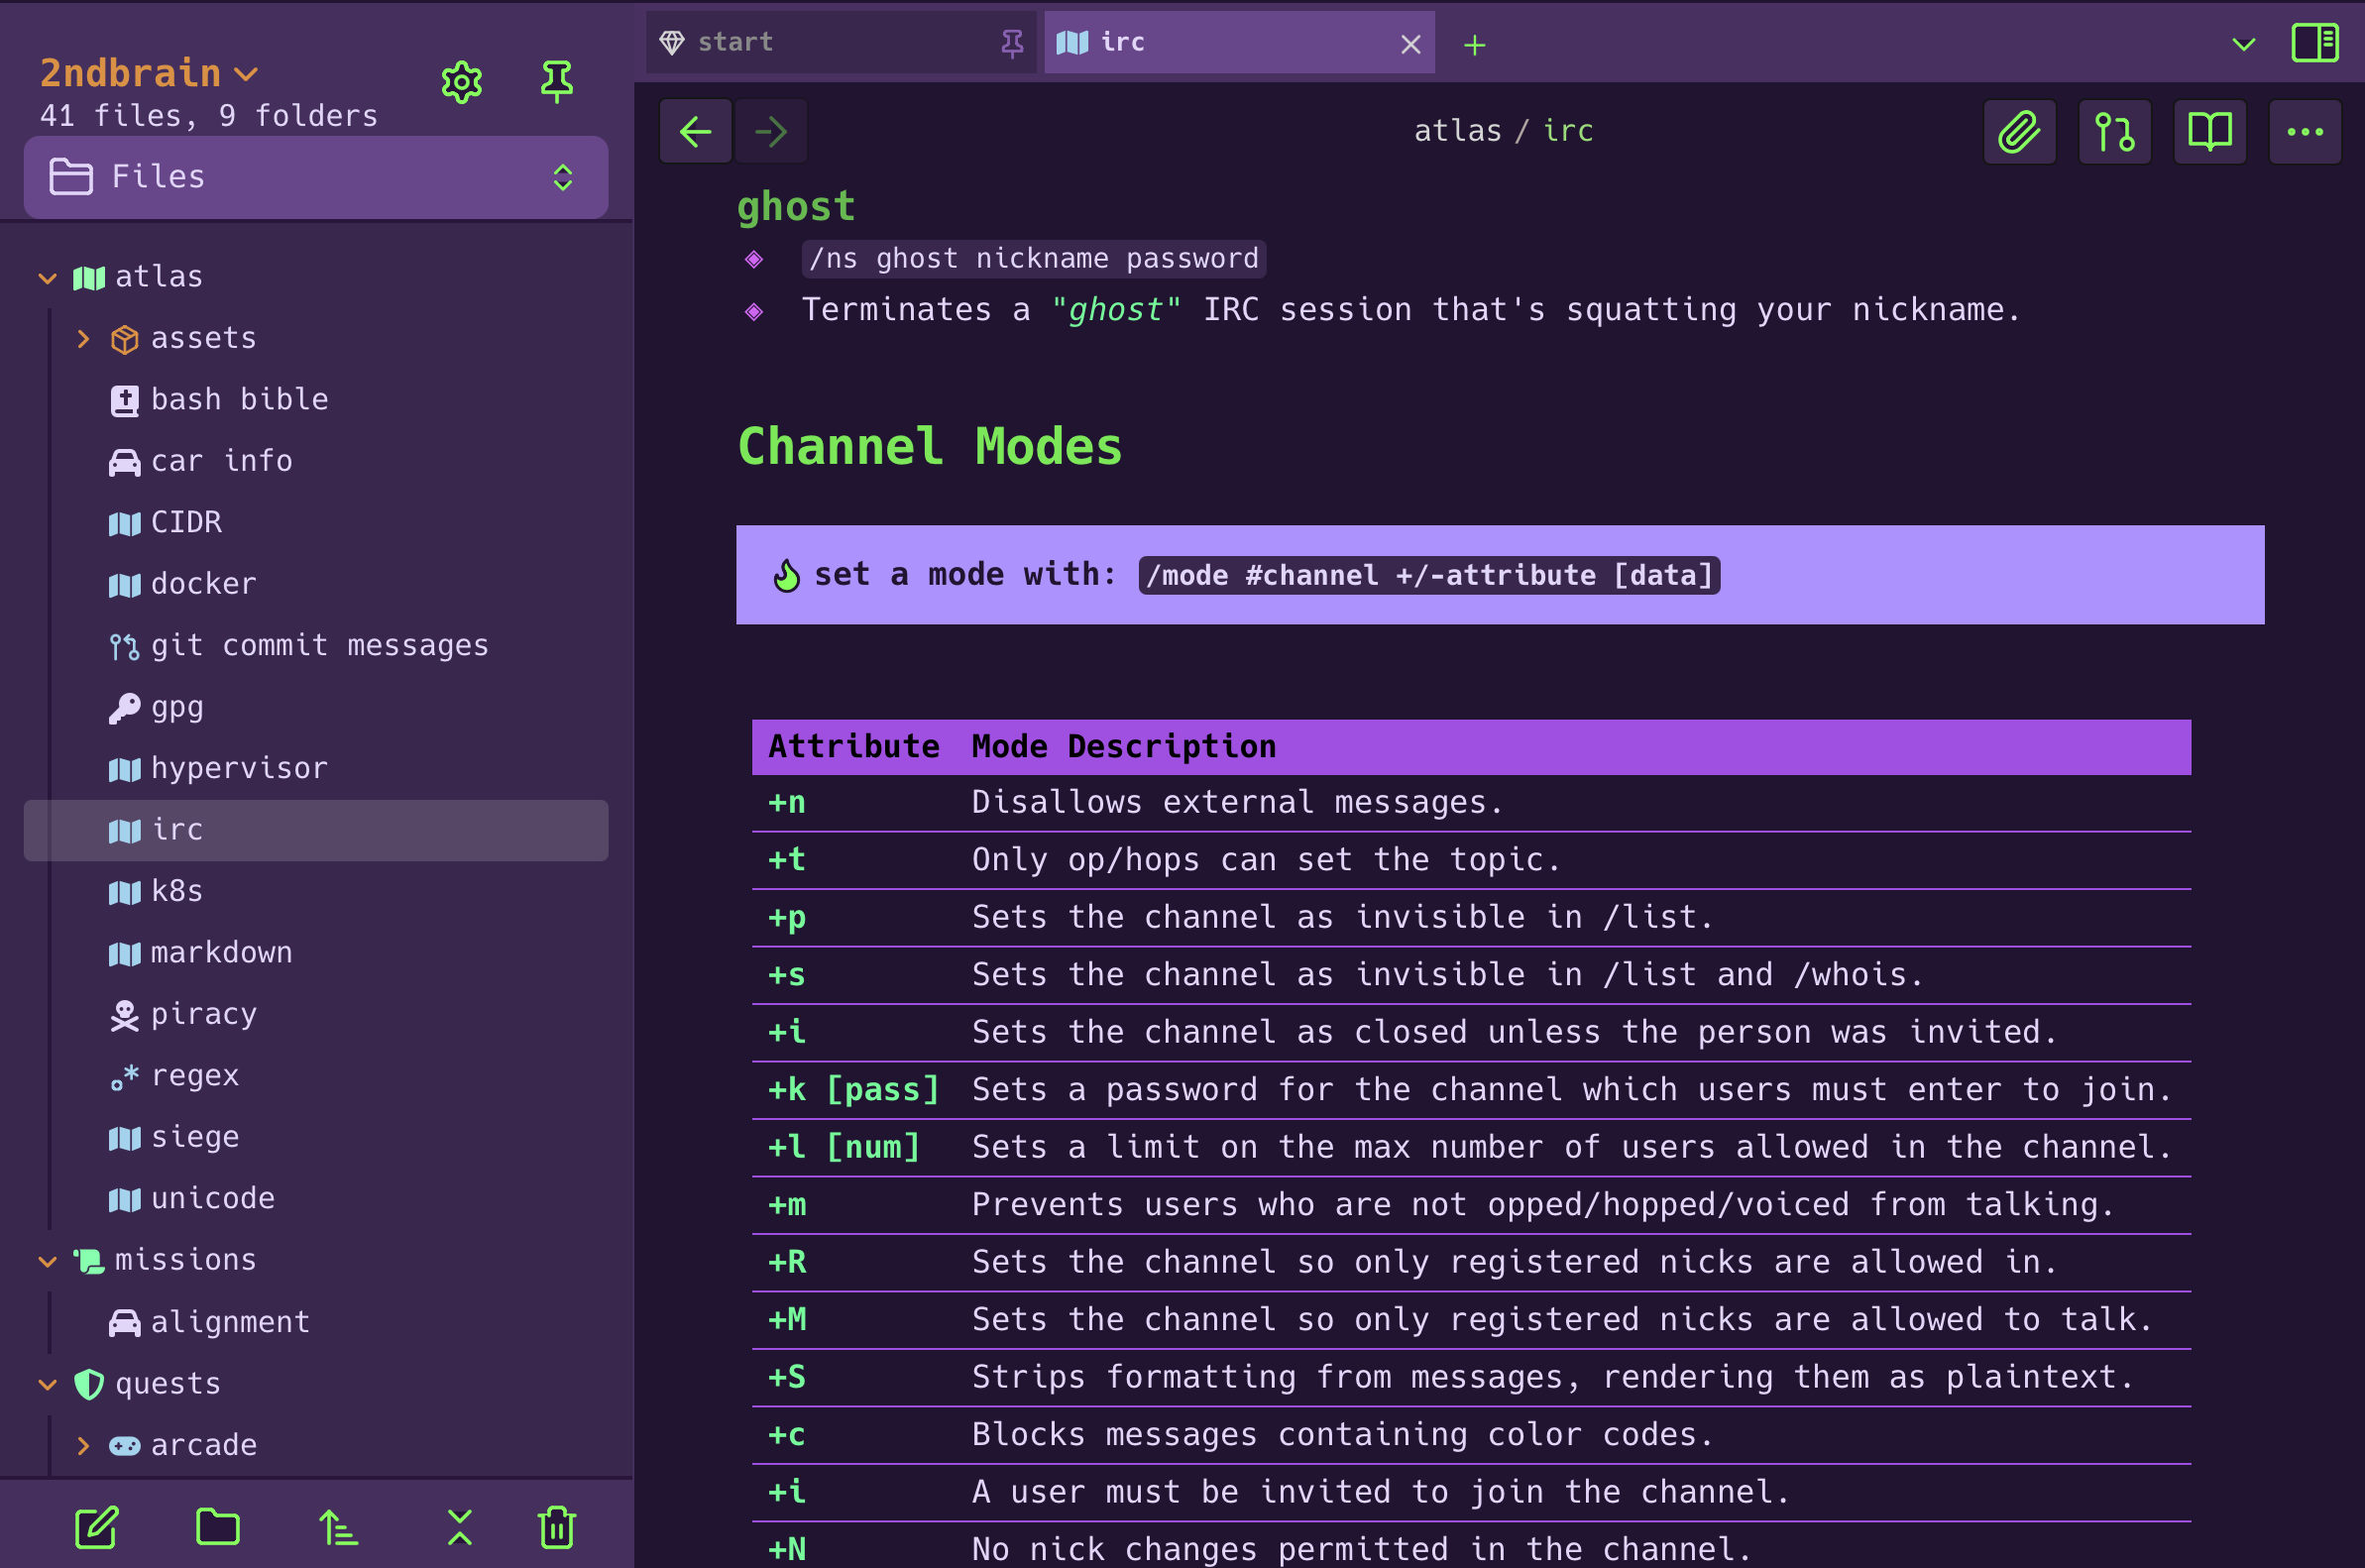 2ndbrain
41 files, 9 folders
Files
atlas
assets
bash bible
car info
CIDR
docker
git commit messages
gpg
hypervisor
irc
k8s
markdown
piracy
regex
siege
unicode
missions
alignment
quests
arcade
start
irc
atlas / irc
ghost
/ns ghost nickname password
Terminates a "ghost" IRC session that's squatting your nickname.
Channel Modes
set a mode with: /mode #channel +/-attribute [data]
Attribute Mode Description
+n Disallows external messages.
+t Only op/hops can set the topic.
+p Sets the channel as invisible in /list.
+s Sets the channel as invisible in /list and /whois.
+i Sets the channel as closed unless the person was invited.
+k [pass] Sets a password for the channel which users must enter to join.
+l [num] Sets a limit on the max number of users allowed in the channel.
+m Prevents users who are not opped/hopped/voiced from talking.
+R Sets the channel so only registered nicks are allowed in.
+M Sets the channel so only registered nicks are allowed to talk.
+S Strips formatting from messages, rendering them as plaintext.
+c Blocks messages containing color codes.
+i A user must be invited to join the channel.
+N No nick changes permitted in the channel.